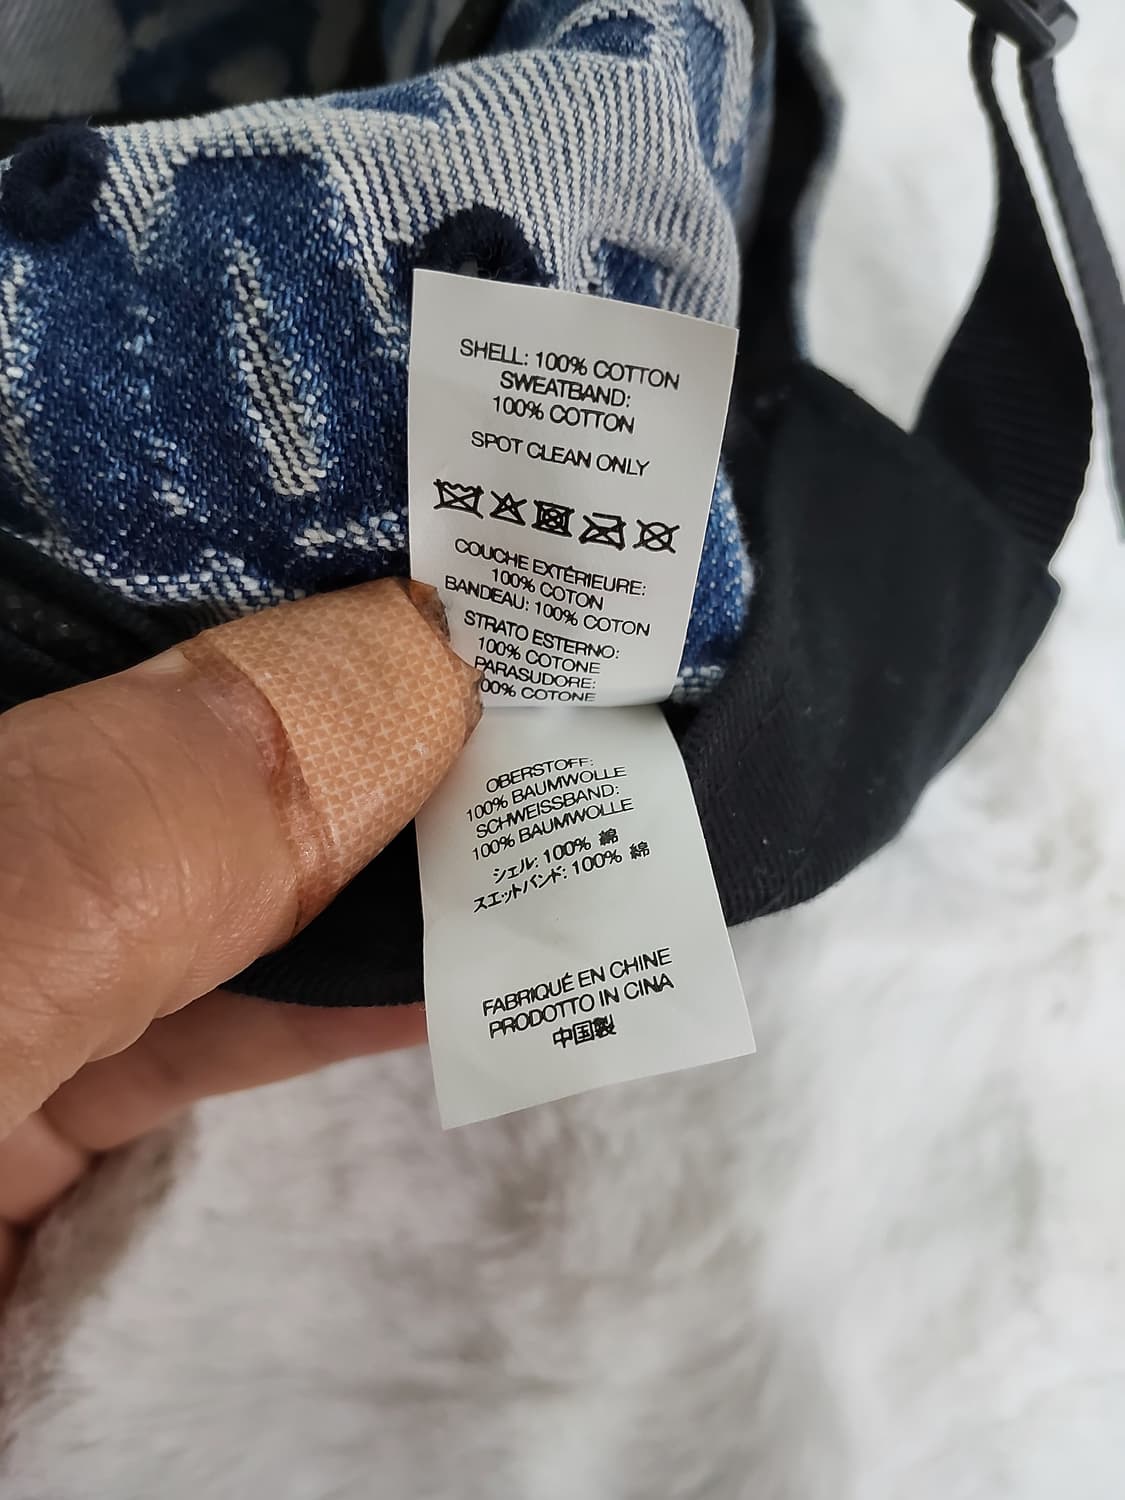 SHELL: 100% COTTON
SWEATBAND:
100% COTTON
SPOT CLEAN ONLY
COUCHE EXTÉRIEURE:
100% COTON
BANDEAU: 100% COTON
STRATO ESTERNO:
100% COTONE
PARASUDORE:
00% COTONE
OBERSTOFF:
100% BAUMWOLLE
SCHWEISSBAND:
100% BAUMWOLLE
シェル: 100% 綿
スエットバンド: 100% 綿
FABRIQUÉ EN CHINE
PRODOTTO IN CINA
中国製